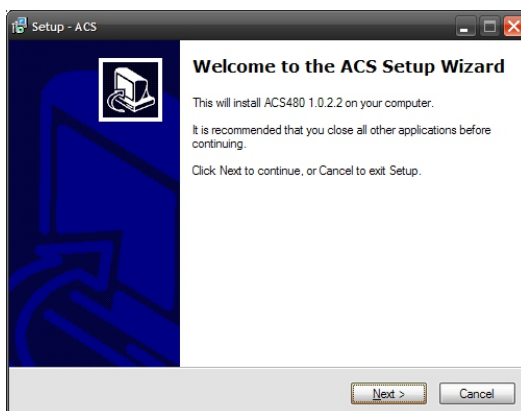 Setup - ACS
Welcome to the ACS Setup Wizard
This will install ACS480 1.0.2.2 on your computer.
It is recommended that you close all other applications before
continuing.
Click Next to continue, or Cancel to exit Setup.
Next >
Cancel